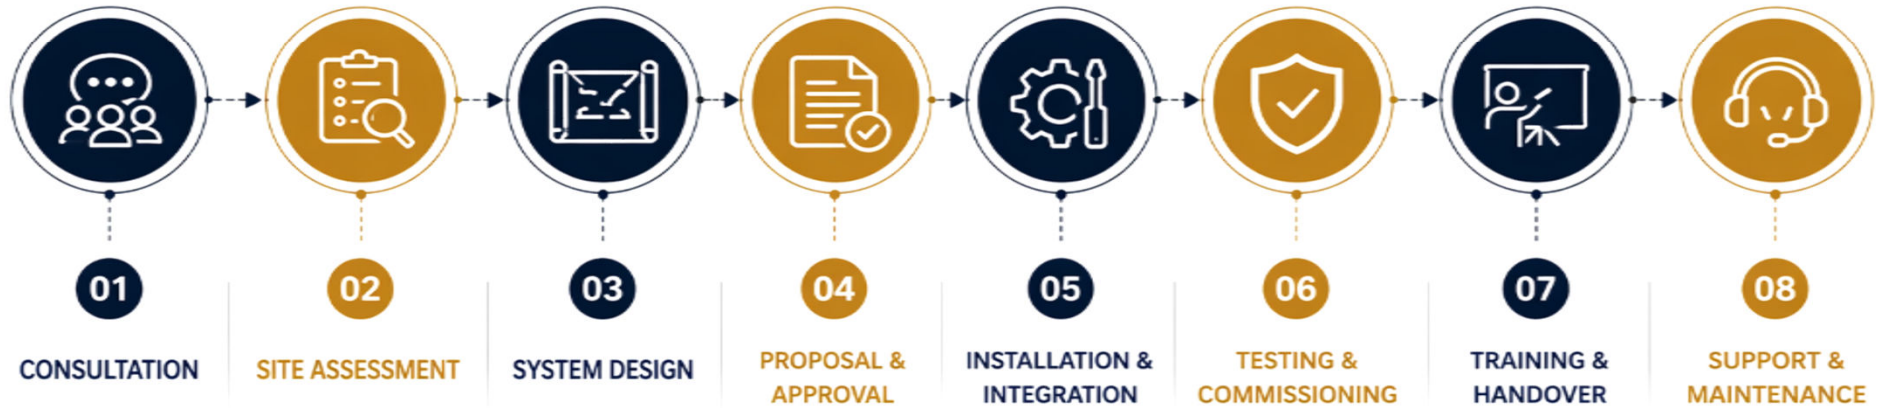 01
02
03
04
05
06
07
08
CONSULTATION
SITE ASSESSMENT
SYSTEM DESIGN
PROPOSAL &
APPROVAL
INSTALLATION &
INTEGRATION
TESTING &
COMMISSIONING
TRAINING &
HANDOVER
SUPPORT &
MAINTENANCE